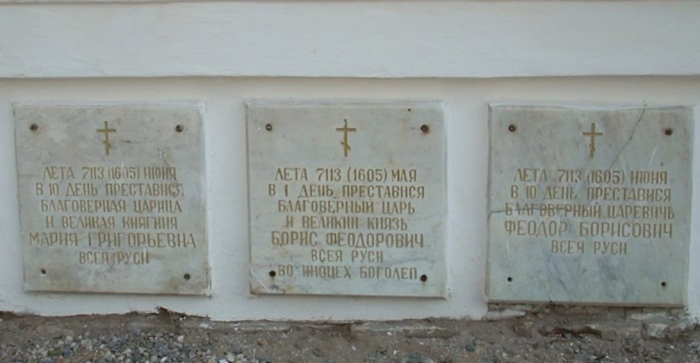 ЛЕТА 7113 (1605) ИЮНЯ
В 10 ДЕНЬ ПРЕСТАВИСЯ
БЛАГОВЕРНАЯ ЦАРИЦА
И ВЕЛИКАЯ КНЯГИНЯ
МАРИЯ ГРИГОРЬЕВНА
ВСЕЯ РУСИ
ЛЕТА 7113 (1605) МАЯ
В 1 ДЕНЬ ПРЕСТАВИСЯ
БЛАГОВЕРНЫЙ ЦАРЬ
И ВЕЛИКИЙ КНЯЗЬ
БОРИС ФЕОДОРОВИЧ
ВСЕЯ РУСИ
ВО ИНОЦЕХ БОГОЛЕП
ЛЕТА 7113 (1605) ИЮНЯ
В 10 ДЕНЬ ПРЕСТАВИСЯ
БЛАГОВЕРНЫЙ ЦАРЕВИЧЬ
ФЕОДОР БОРИСОВИЧ
ВСЕЯ РУСИ